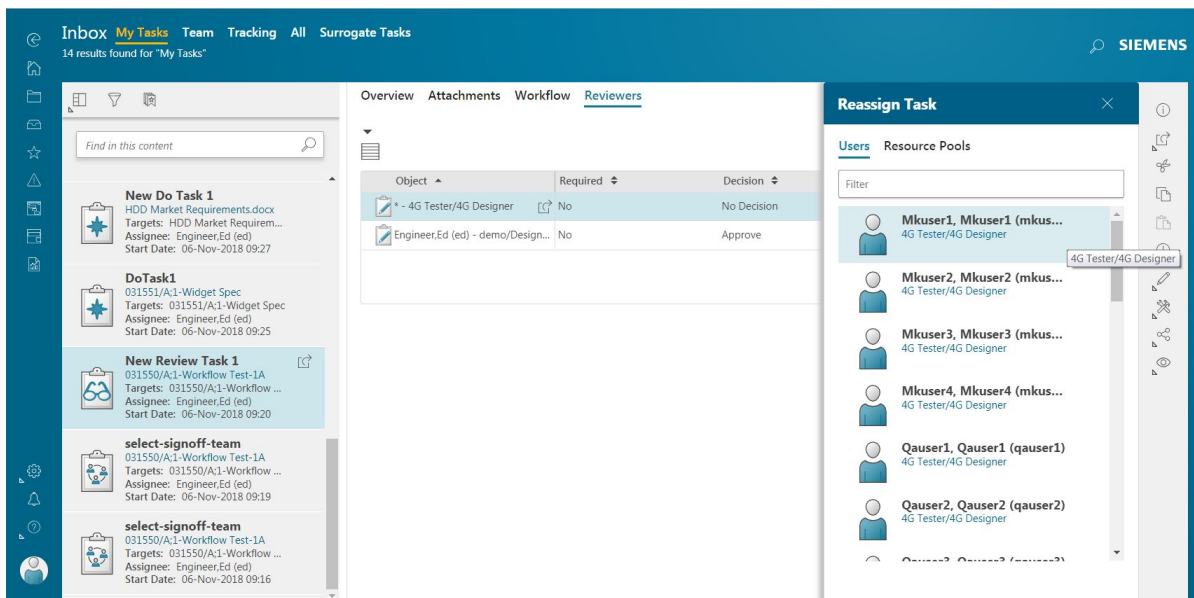 Inbox My Tasks Team Tracking All Surrogate Tasks
14 results found for "My Tasks"
SIEMENS
Find in this content
New Do Task 1
HDD Market Requirements.docx
Targets: HDD Market Requirem...
Assignee: Engineer,Ed (ed)
Start Date: 06-Nov-2018 09:27
DoTask1
031551/A;1-Widget Spec
Targets: 031551/A;1-Widget Spec
Assignee: Engineer,Ed (ed)
Start Date: 06-Nov-2018 09:25
New Review Task 1
031550/A;1-Workflow Test-1A
Targets: 031550/A;1-Workflow ...
Assignee: Engineer,Ed (ed)
Start Date: 06-Nov-2018 09:20
select-signoff-team
031550/A;1-Workflow Test-1A
Targets: 031550/A;1-Workflow ...
Assignee: Engineer,Ed (ed)
Start Date: 06-Nov-2018 09:19
select-signoff-team
031550/A;1-Workflow Test-1A
Targets: 031550/A;1-Workflow ...
Assignee: Engineer,Ed (ed)
Start Date: 06-Nov-2018 09:16
Overview Attachments Workflow Reviewers
Object Required Decision
* - 4G Tester/4G Designer No No Decision
Engineer,Ed (ed) - demo/Design... No Approve
Reassign Task
Users Resource Pools
Filter
Mkuser1, Mkuser1 (mkus...
4G Tester/4G Designer
4G Tester/4G Designer
Mkuser2, Mkuser2 (mkus...
4G Tester/4G Designer
Mkuser3, Mkuser3 (mkus...
4G Tester/4G Designer
Mkuser4, Mkuser4 (mkus...
4G Tester/4G Designer
Qauser1, Qauser1 (qauser1)
4G Tester/4G Designer
Qauser2, Qauser2 (qauser2)
4G Tester/4G Designer